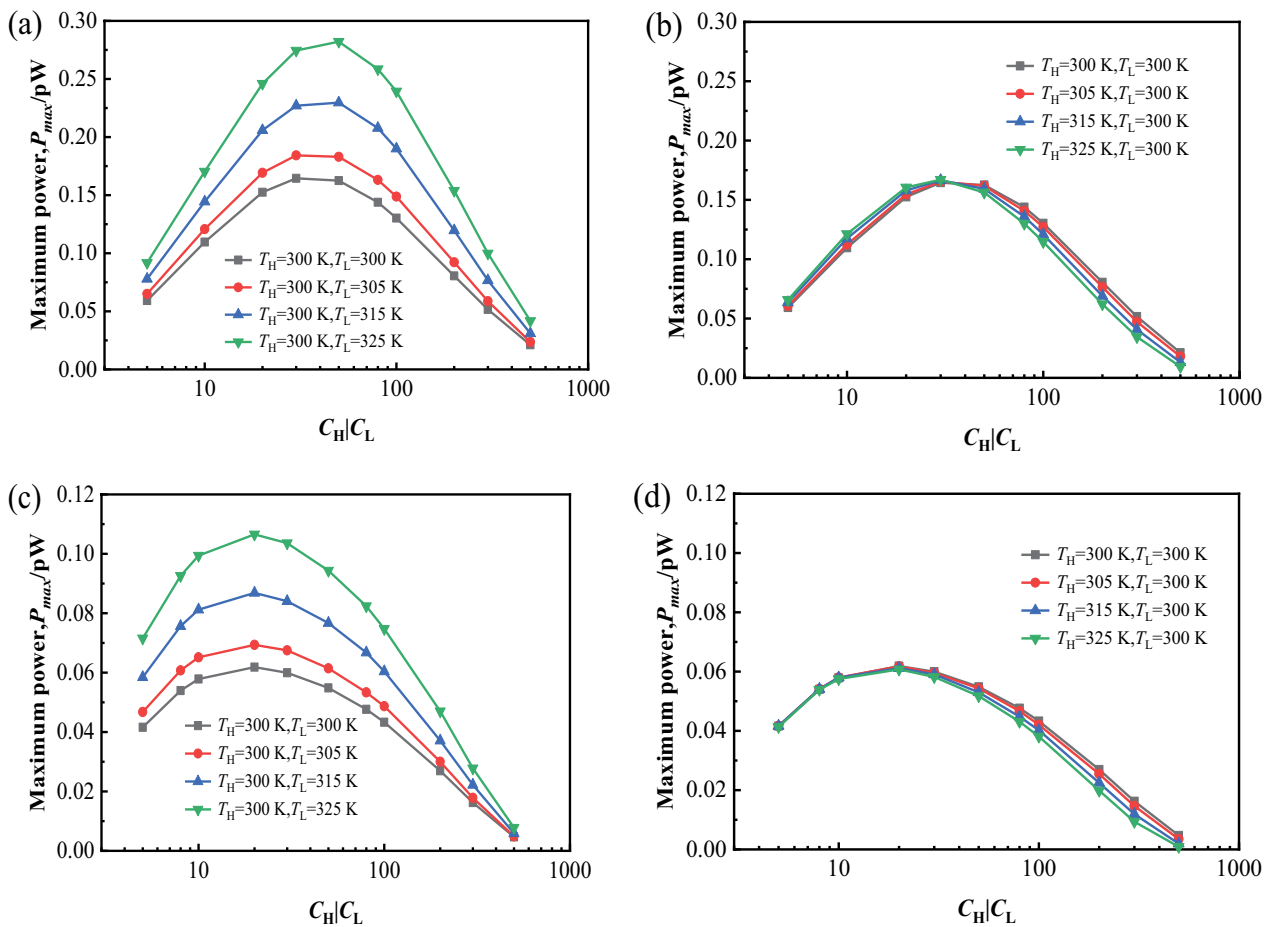 (a)
Maximum power,Pmax/pW
0.30
0.25
0.20
0.15
0.10
0.05
0.00
TH=300 K,TL=300 K
TH=300 K,TL=305 K
TH=300 K,TL=315 K
TH=300 K,TL=325 K
10 100 1000
CH|CL
(b)
Maximum power,Pmax/pW
0.30
0.25
0.20
0.15
0.10
0.05
0.00
TH=300 K,TL=300 K
TH=305 K,TL=300 K
TH=315 K,TL=300 K
TH=325 K,TL=300 K
10 100 1000
CH|CL
(c)
Maximum power,Pmax/pW
0.12
0.10
0.08
0.06
0.04
0.02
0.00
TH=300 K,TL=300 K
TH=300 K,TL=305 K
TH=300 K,TL=315 K
TH=300 K,TL=325 K
10 100 1000
CH|CL
(d)
Maximum power,Pmax/pW
0.12
0.10
0.08
0.06
0.04
0.02
0.00
TH=300 K,TL=300 K
TH=305 K,TL=300 K
TH=315 K,TL=300 K
TH=325 K,TL=300 K
10 100 1000
CH|CL